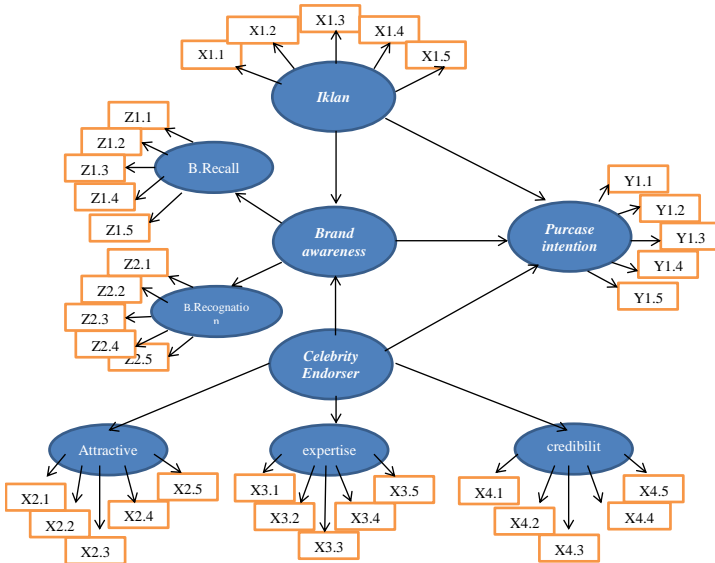 X1.3
X1.2
X1.4
X1.1
X1.5
Iklan
Z1.1
Z1.2
Z1.3
Z1.4
Z1.5
B.Recall
Y1.1
Y1.2
Y1.3
Y1.4
Y1.5
Brand
awareness
Purcase
intention
Z2.1
Z2.2
Z2.3
Z2.4
Z2.5
B.Recognatio
n
Celebrity
Endorser
Attractive
expertise
credibilit
X2.1
X2.2
X2.3
X2.4
X2.5
X3.1
X3.2
X3.3
X3.4
X3.5
X4.1
X4.2
X4.3
X4.4
X4.5